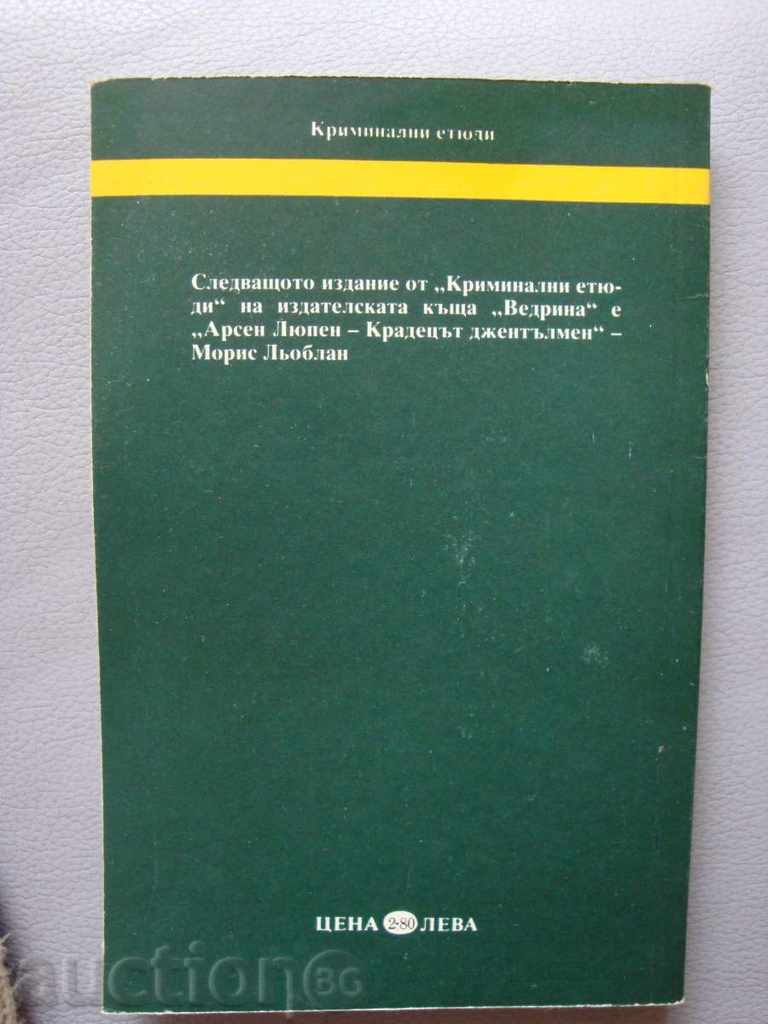 Криминални етюди
Следващото издание от „Криминални етю-
ди“ на издателската къща „Ведрина“ е
„Арсен Люпен – Крадецът джентълмен“ –
Морис Льоблан
ЦЕНА 2·80 ЛЕВА
auction BG